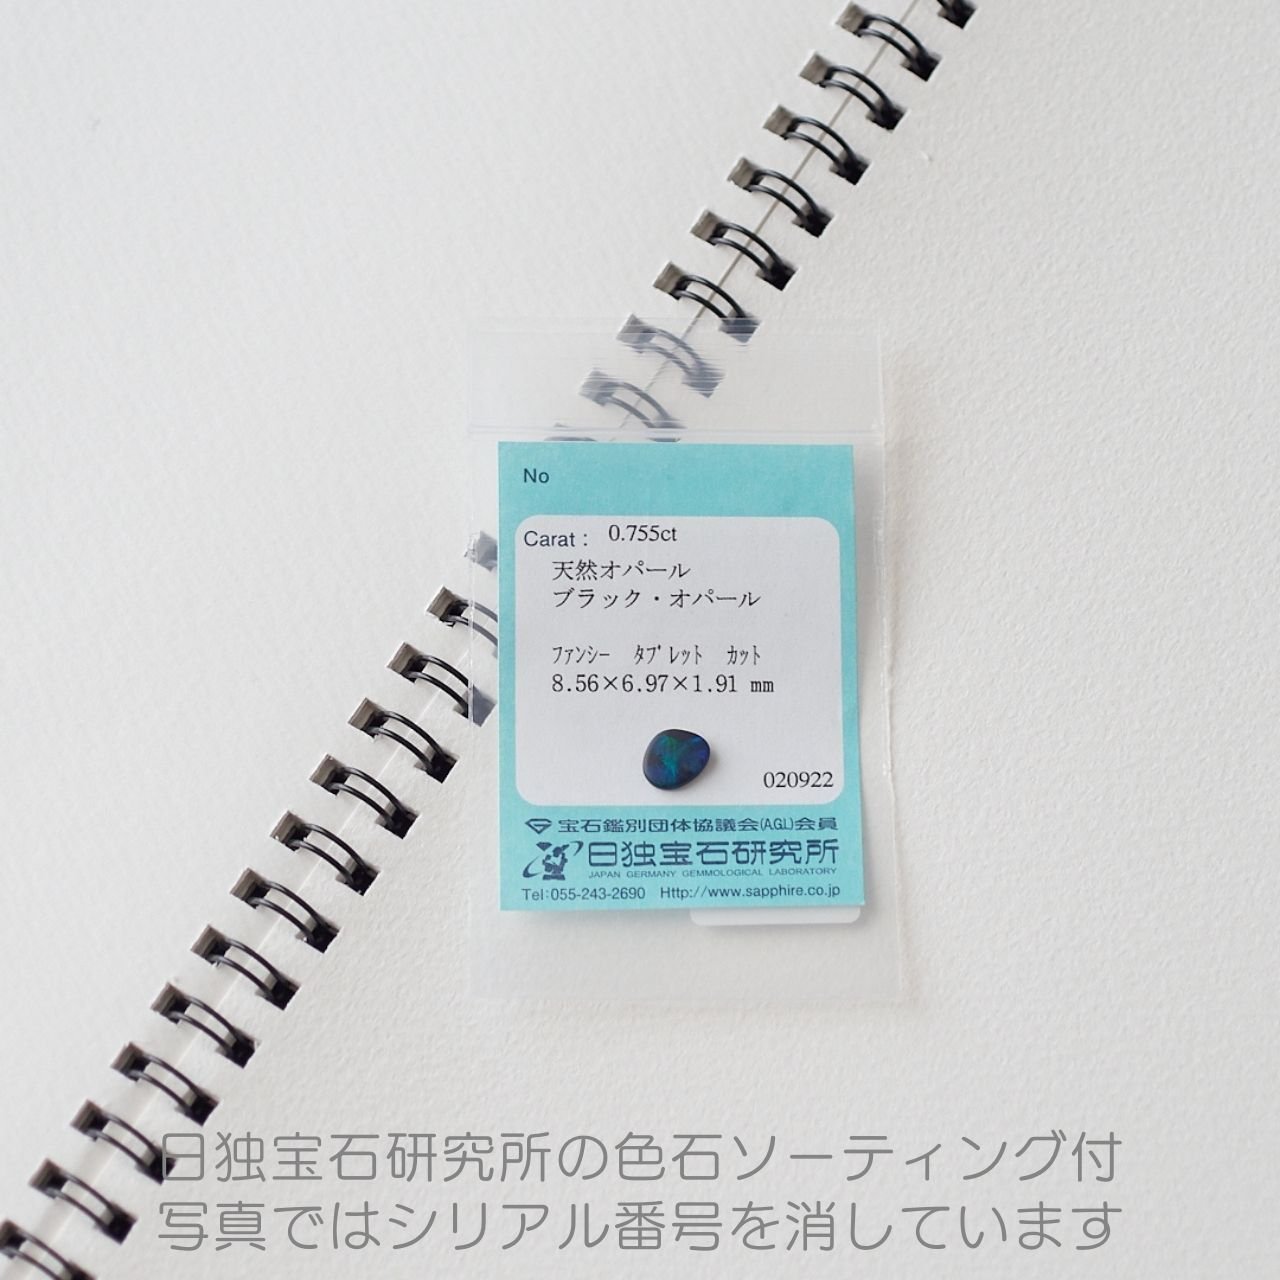 No
Carat : 0.755ct
天然オパール
ブラック・オパール
ﾌｧﾝｼｰ ﾀﾌﾞﾚｯﾄ ｶｯﾄ
8.56×6.97×1.91 mm
020922
宝石鑑別団体協議会(AGL)会員
日独宝石研究所
JAPAN GERMANY GEMMOLOGICAL LABORATORY
Tel:055-243-2690 Http://www.sapphire.co.jp
日独宝石研究所の色石ソーティング付
写真ではシリアル番号を消しています